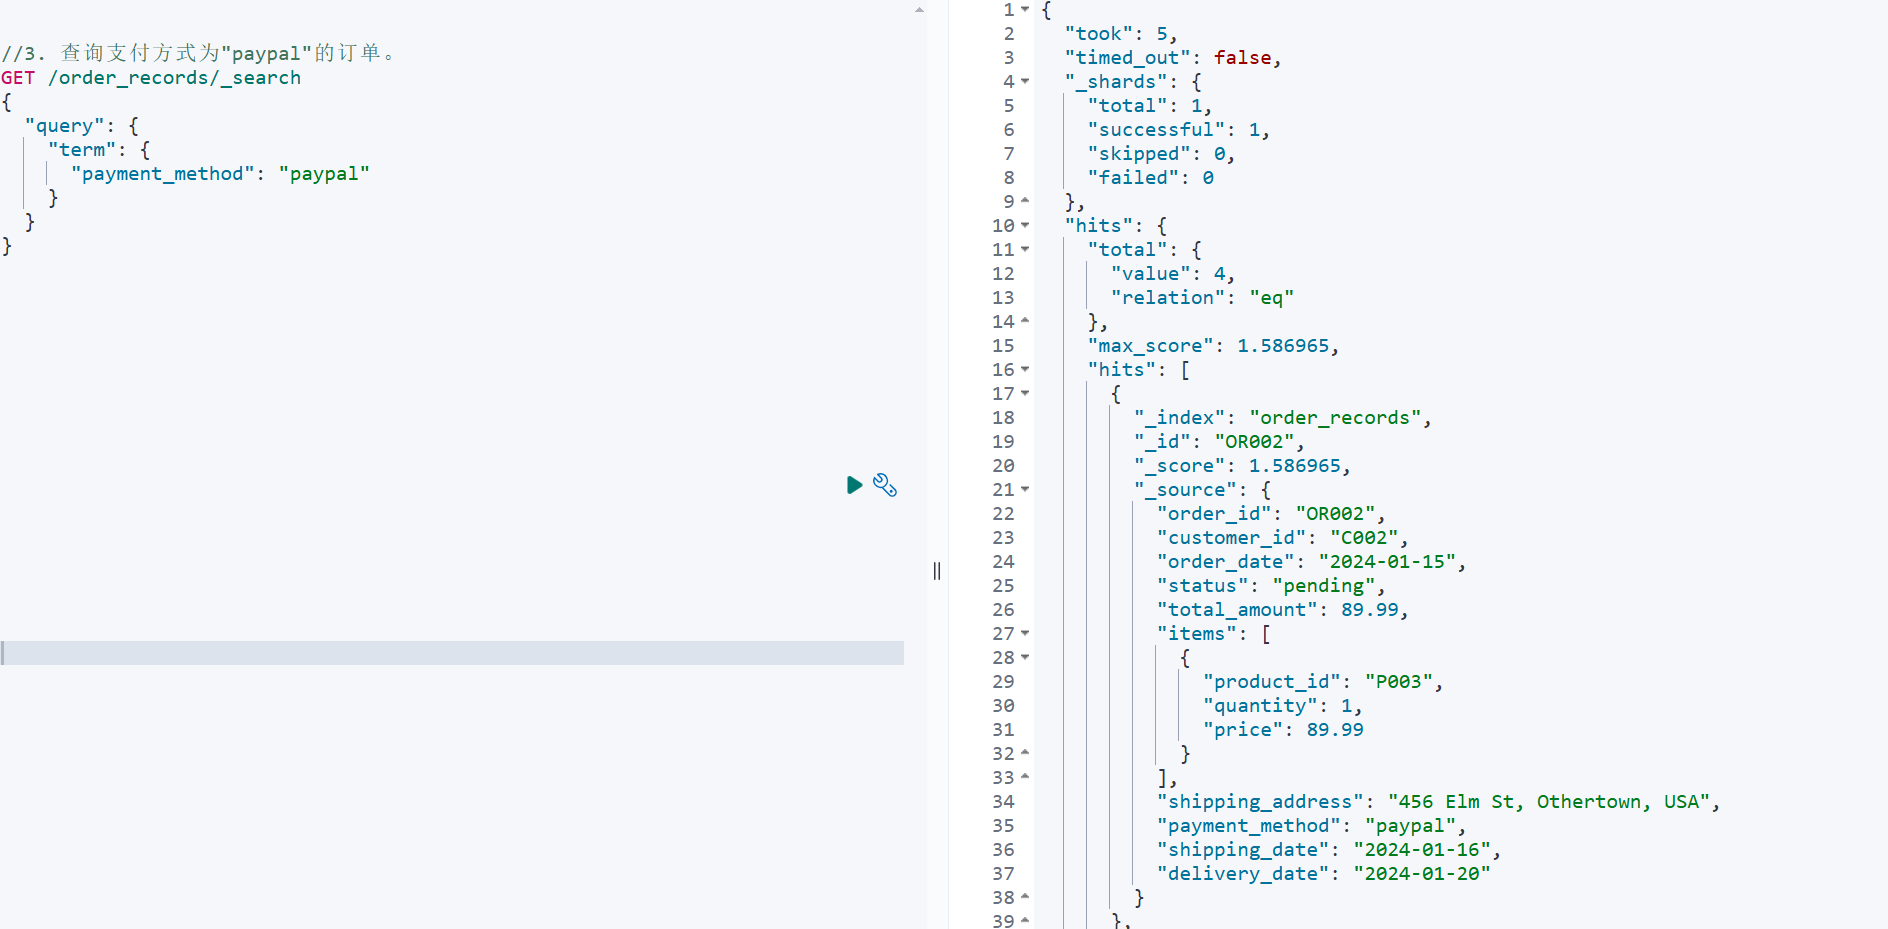 //3. 查询支付方式为"paypal"的订单。
GET /order_records/_search
{
  "query": {
    "term": {
      "payment_method": "paypal"
    }
  }
}
1 {
2   "took": 5,
3   "timed_out": false,
4   "_shards": {
5     "total": 1,
6     "successful": 1,
7     "skipped": 0,
8     "failed": 0
9   },
10   "hits": {
11     "total": {
12       "value": 4,
13       "relation": "eq"
14     },
15     "max_score": 1.586965,
16     "hits": [
17       {
18         "_index": "order_records",
19         "_id": "OR002",
20         "_score": 1.586965,
21         "_source": {
22           "order_id": "OR002",
23           "customer_id": "C002",
24           "order_date": "2024-01-15",
25           "status": "pending",
26           "total_amount": 89.99,
27           "items": [
28             {
29               "product_id": "P003",
30               "quantity": 1,
31               "price": 89.99
32             }
33           ],
34           "shipping_address": "456 Elm St, Othertown, USA",
35           "payment_method": "paypal",
36           "shipping_date": "2024-01-16",
37           "delivery_date": "2024-01-20"
38         }
39       },